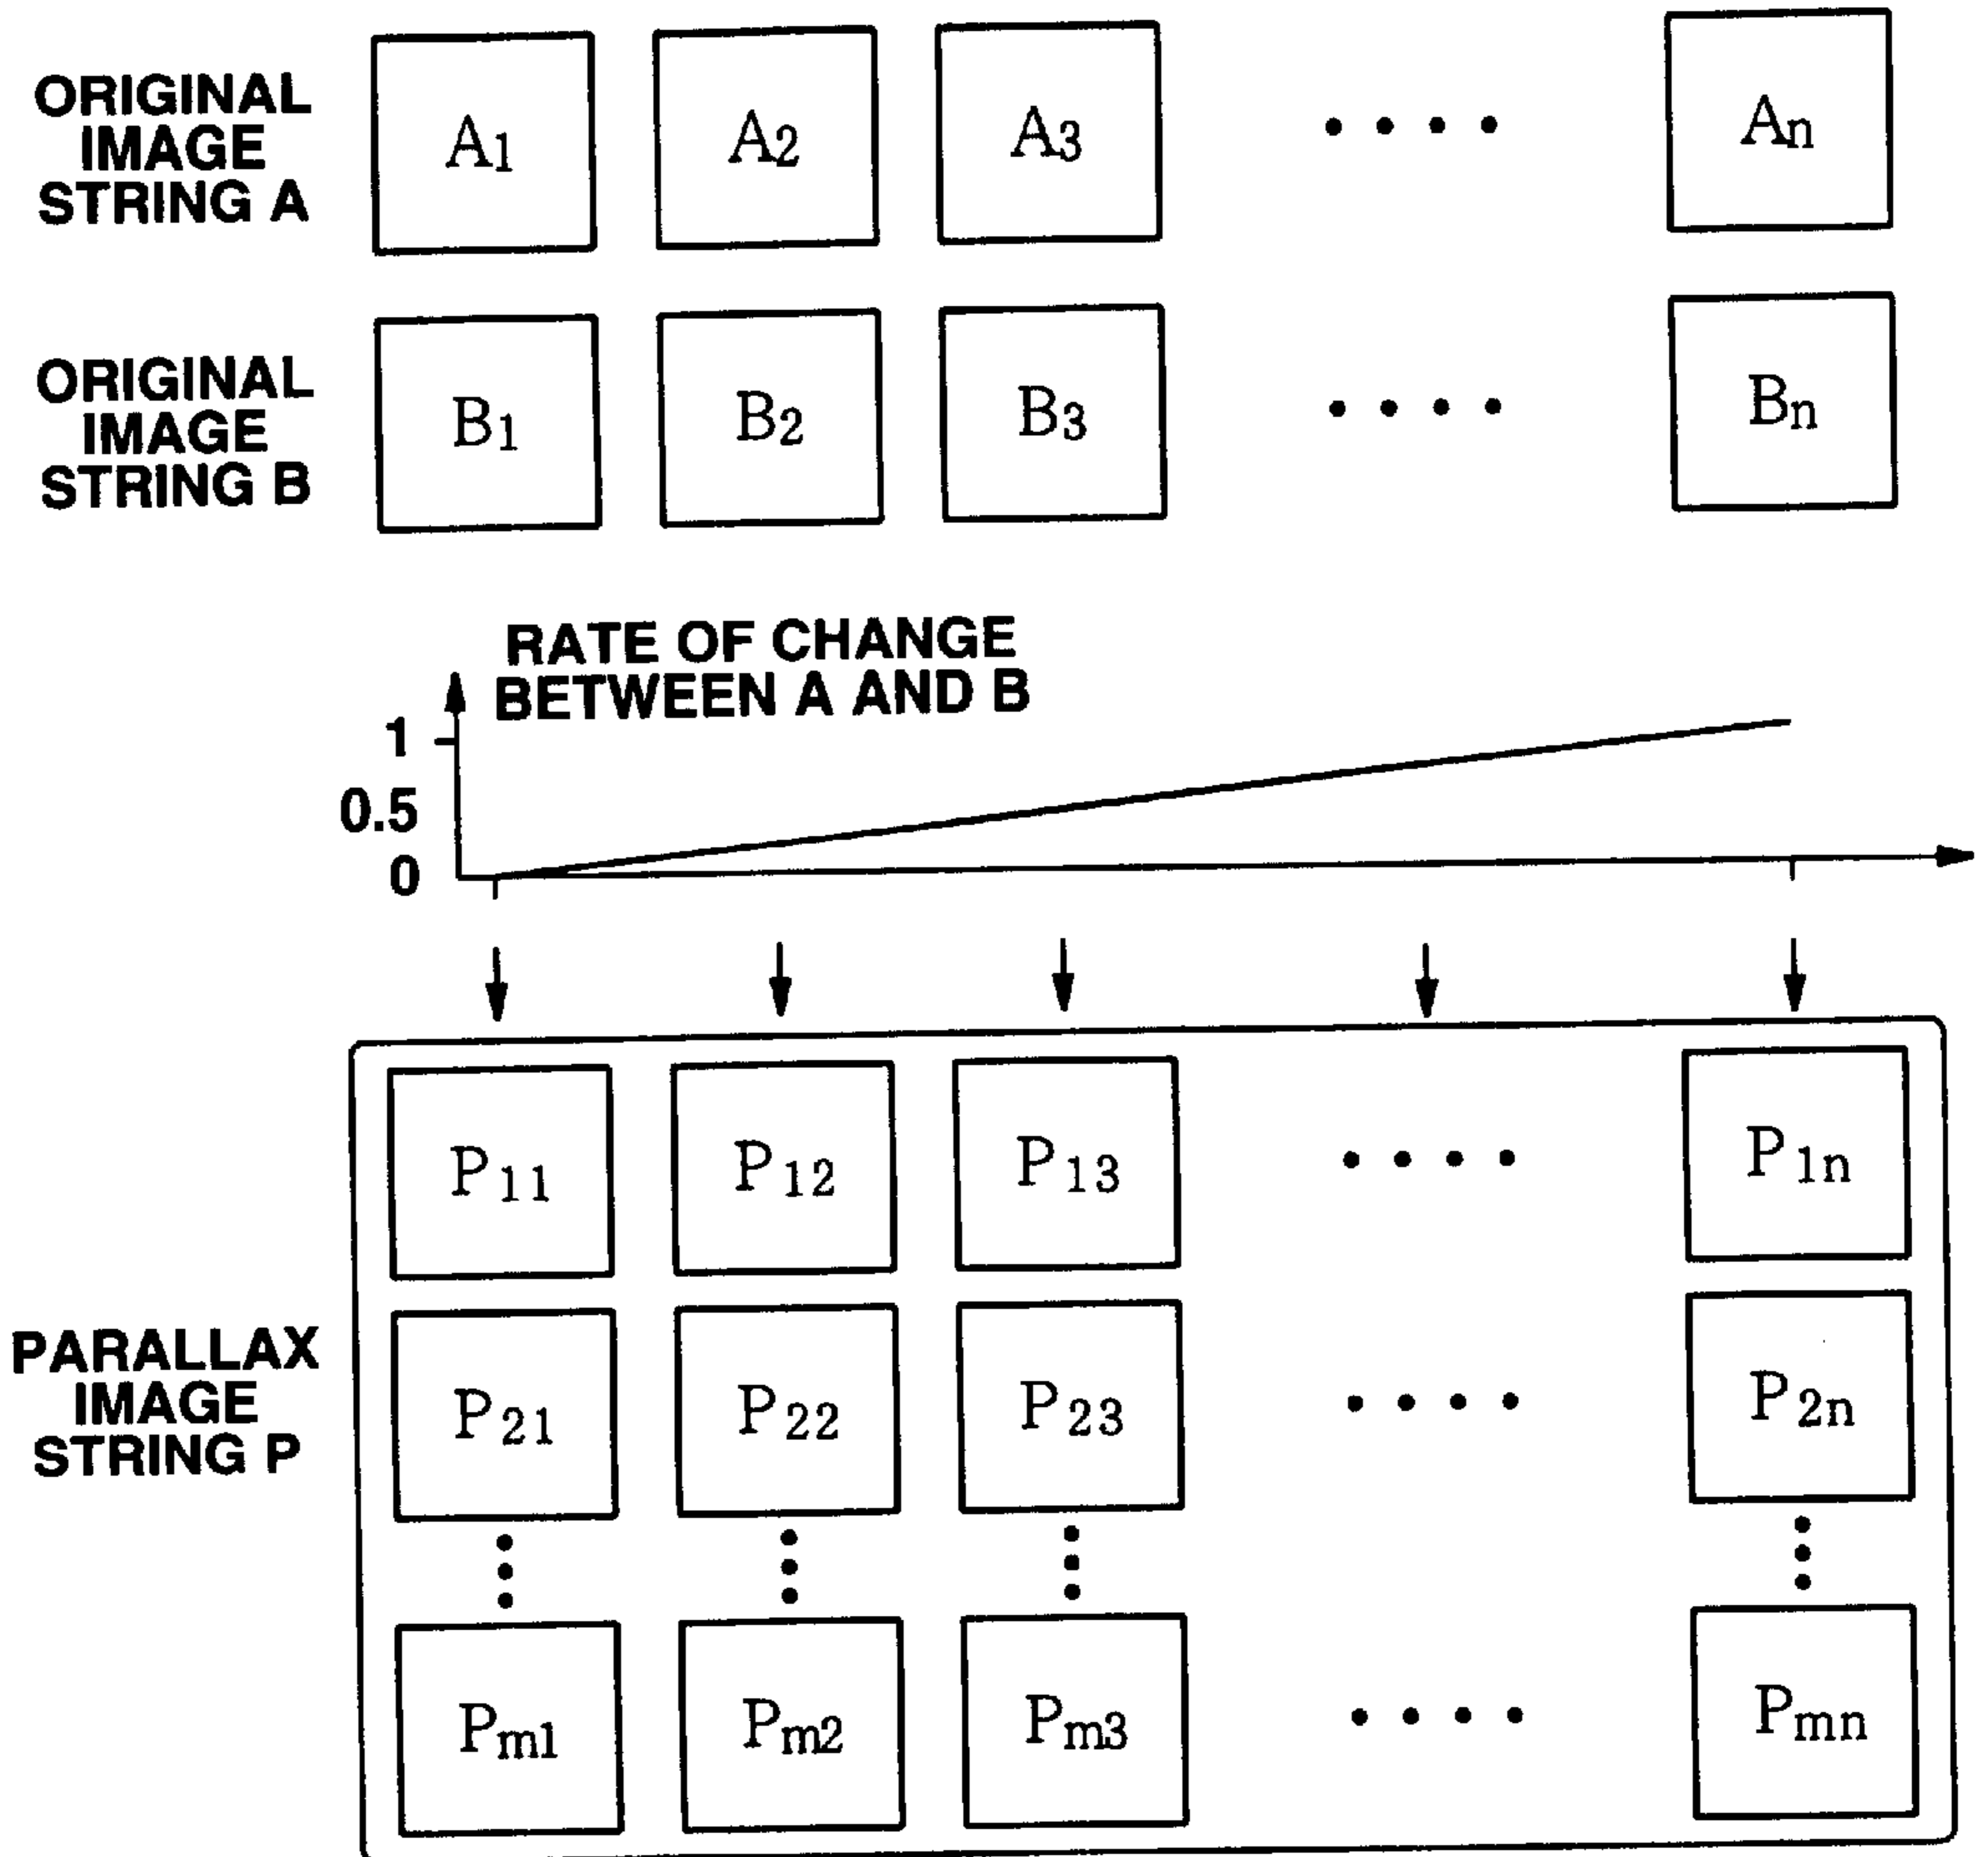 ORIGINAL
IMAGE
STRING A
A1 A2 A3 · · · · An
ORIGINAL
IMAGE
STRING B
B1 B2 B3 · · · · Bn
RATE OF CHANGE
BETWEEN A AND B
1
0.5
0
P11 P12 P13 · · · · P1n
PARALLAX
IMAGE
STRING P
P21 P22 P23 · · · · P2n
Pm1 Pm2 Pm3 · · · · Pmn